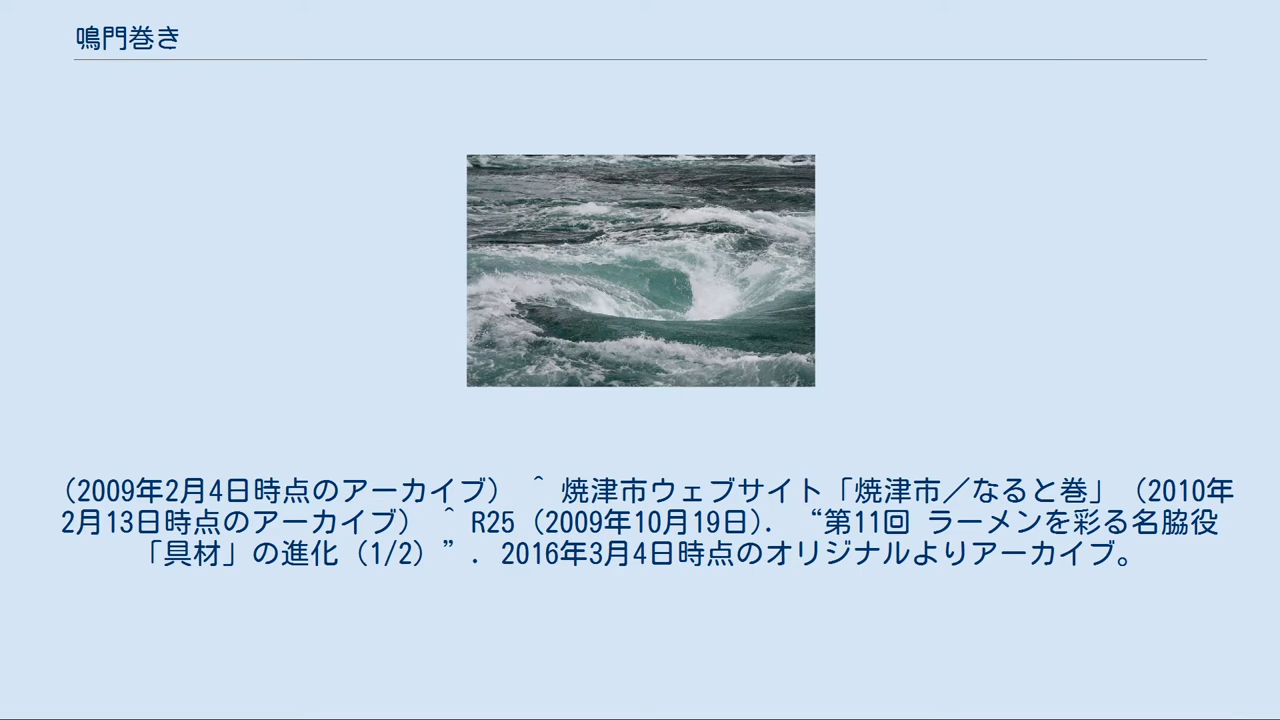 鳴門巻き
（2009年2月4日時点のアーカイブ） ^ 焼津市ウェブサイト「焼津市／なると巻」（2010年
2月13日時点のアーカイブ） ^ R25（2009年10月19日）. “第11回 ラーメンを彩る名脇役
「具材」の進化（1/2）”. 2016年3月4日時点のオリジナルよりアーカイブ。